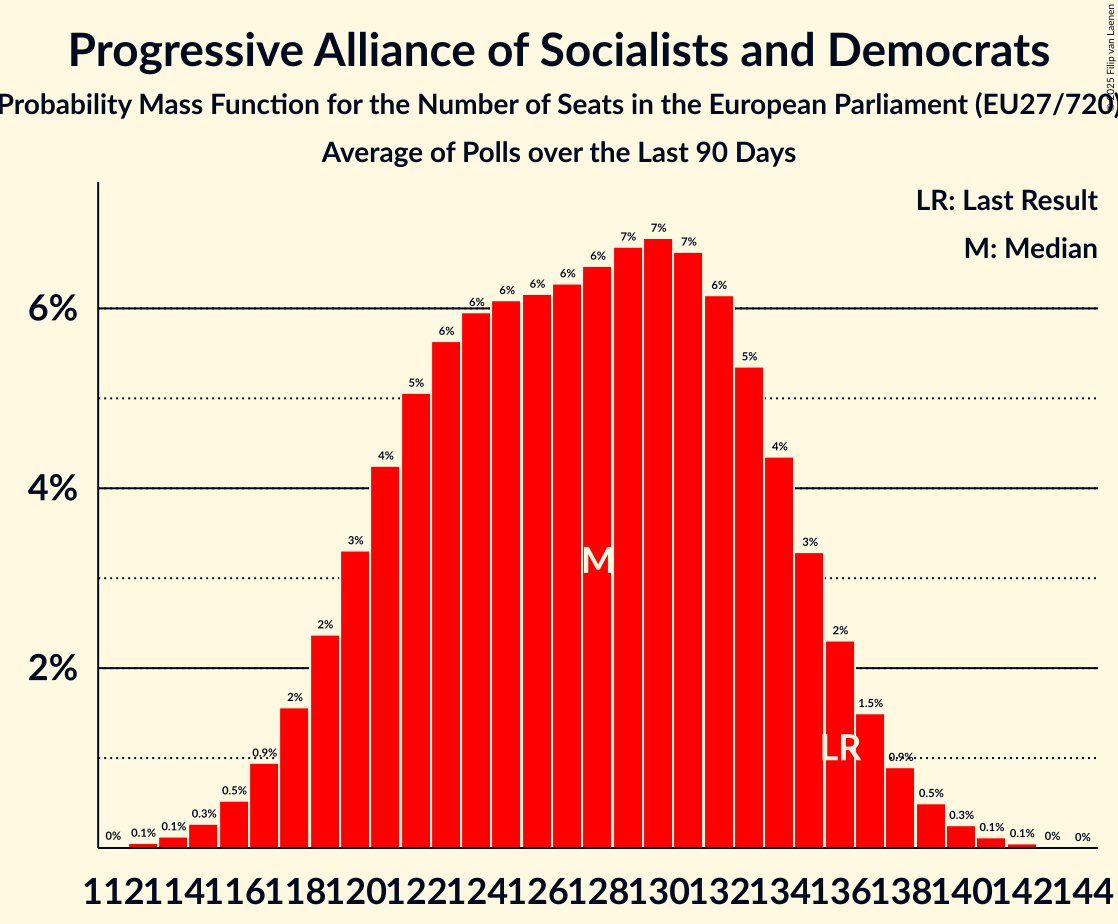 Progressive Alliance of Socialists and Democrats
Probability Mass Function for the Number of Seats in the European Parliament (EU27/720)
Average of Polls over the Last 90 Days
© 2025 Filip van Laenen
LR: Last Result
M: Median
7%
7% 7%
6% 6%
6% 6% 6% 6% 6%
6%
6%
5%
5%
4%
4%
4%
3% 3%
M
2% 2%
2%
2% 1.5%
LR
0.9% 0.9%
0.5% 0.5%
0.3% 0.3%
0% 0.1% 0.1% 0.1% 0.1% 0% 0%
112 114 116 118 120 122 124 126 128 130 132 134 136 138 140 142 144